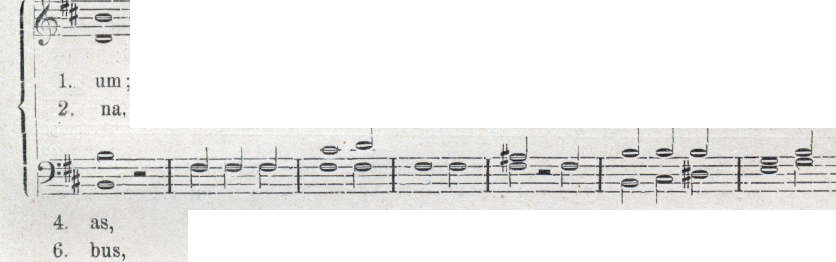 1. um;
2. na,
4. as,
6. bus,